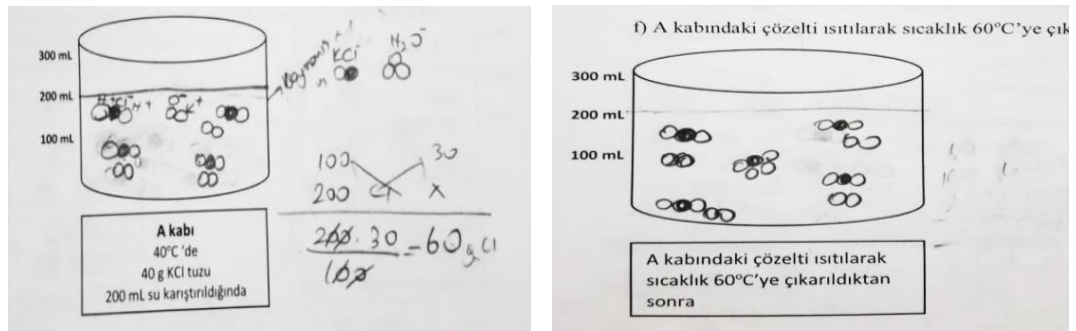 300 mL
200 mL
100 mL
KCl⁻
H₂O⁻
K⁺
100 30
200 x
200.30 = 60 g Cl
100
A kabı
40°C 'de
40 g KCl tuzu
200 mL su karıştırıldığında
f) A kabındaki çözelti ısıtılarak sıcaklık 60°C'ye çık
300 mL
200 mL
100 mL
A kabındaki çözelti ısıtılarak
sıcaklık 60°C'ye çıkarıldıktan
sonra